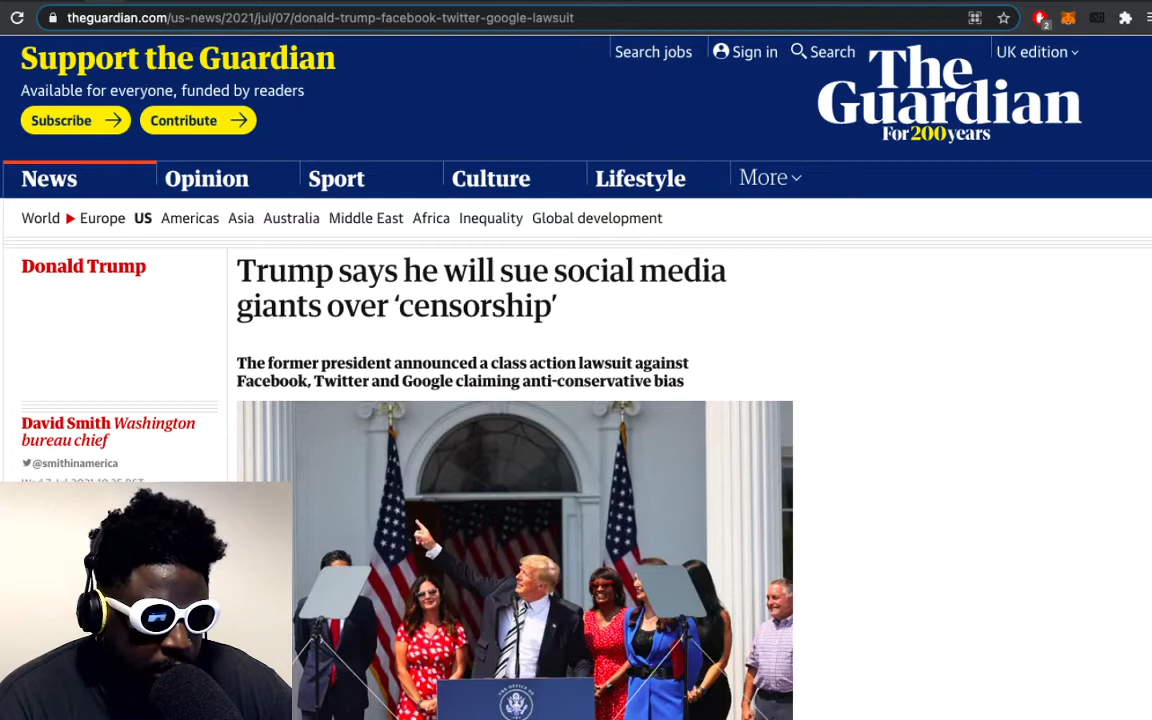 theguardian.com/us-news/2021/jul/07/donald-trump-facebook-twitter-google-lawsuit
2
Support the Guardian
Available for everyone, funded by readers
Subscribe
Contribute
Search jobs
Sign in
Search
UK edition
The
Guardian
For 200 years
News
Opinion
Sport
Culture
Lifestyle
More
World
Europe
US
Americas
Asia
Australia
Middle East
Africa
Inequality
Global development
Donald Trump
Trump says he will sue social media
giants over ‘censorship’
The former president announced a class action lawsuit against
Facebook, Twitter and Google claiming anti-conservative bias
David Smith Washington
bureau chief
@smithinamerica